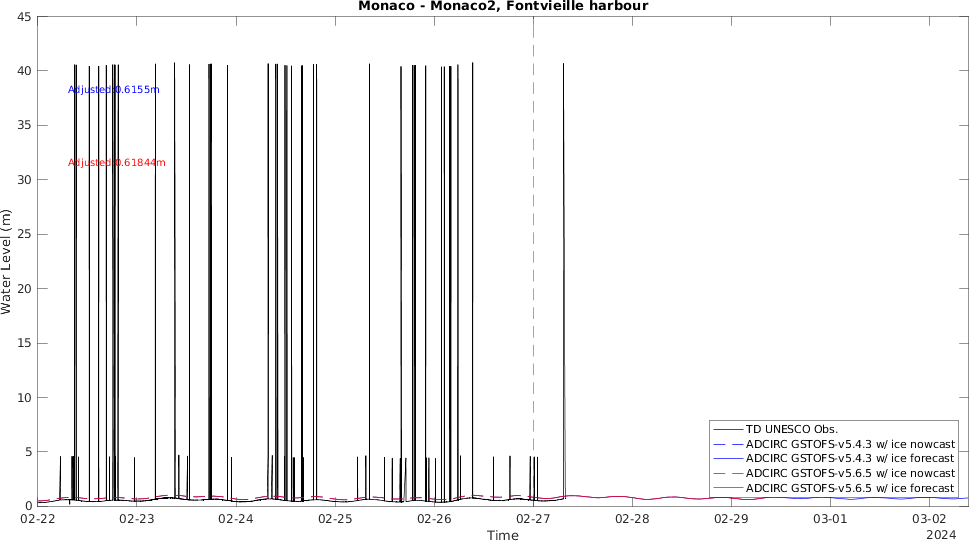 Monaco - Monaco2, Fontvieille harbour
45
40
35
30
25
20
15
10
5
0
Water Level (m)
Adjusted:0.6155m
Adjusted:0.61844m
TD UNESCO Obs.
ADCIRC GSTOFS-v5.4.3 w/ ice nowcast
ADCIRC GSTOFS-v5.4.3 w/ ice forecast
ADCIRC GSTOFS-v5.6.5 w/ ice nowcast
ADCIRC GSTOFS-v5.6.5 w/ ice forecast
02-22 02-23 02-24 02-25 02-26 02-27 02-28 02-29 03-01 03-02
Time
2024